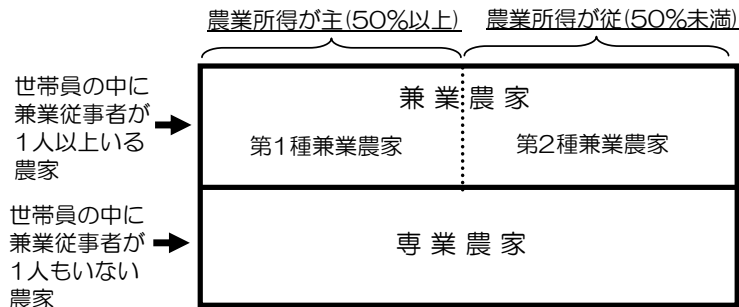 農業所得が主(50%以上)
農業所得が従(50%未満)
世帯員の中に
兼業従事者が
1人以上いる
農家
兼業農家
第1種兼業農家
第2種兼業農家
世帯員の中に
兼業従事者が
1人もいない
農家
専業農家